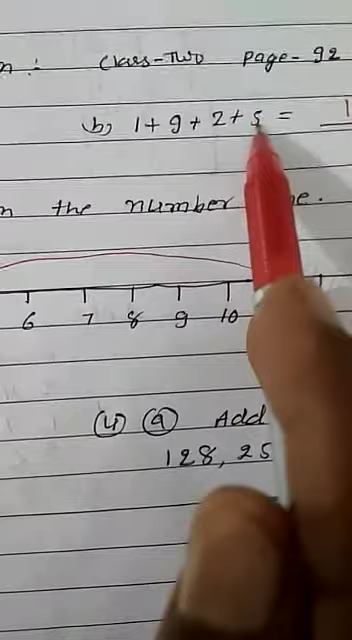 Class-Two Page-92
b) 1 + 9 + 2 + 5 = 1
the number
6 7 8 9 10
(4) (a) Add
128, 25